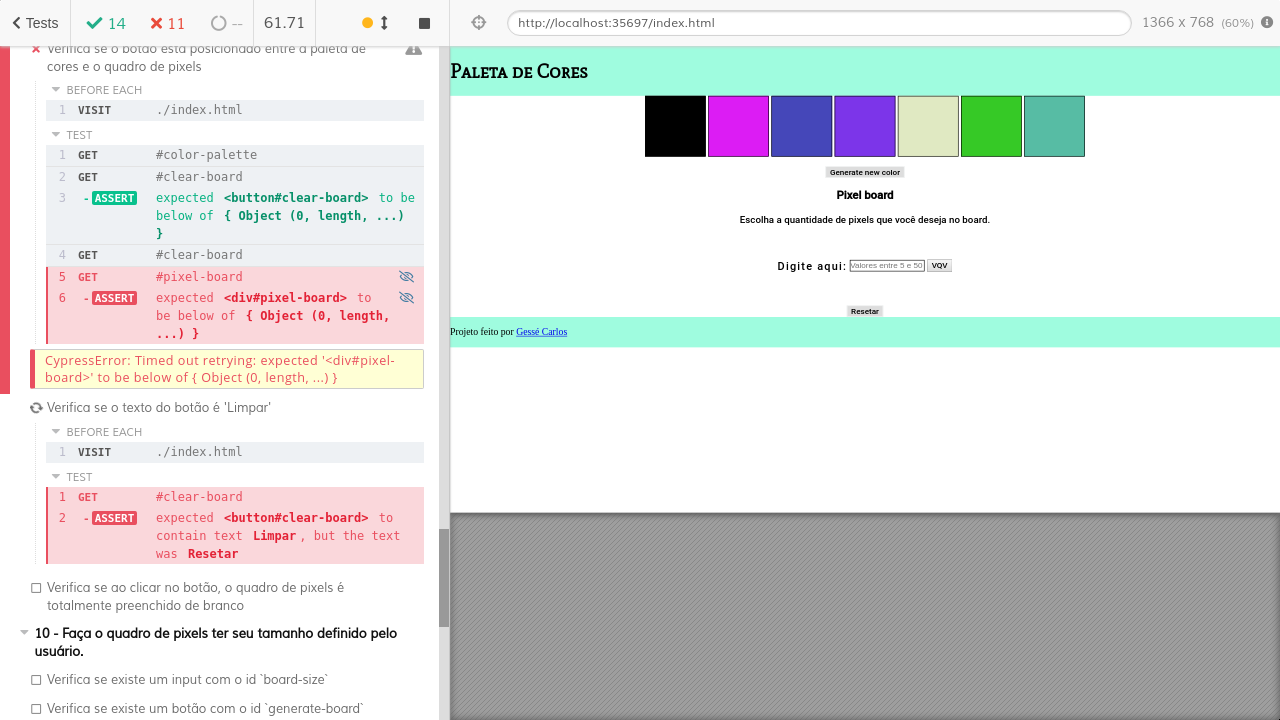 Tests
14
11
--
61.71
http://localhost:35697/index.html
1366 x 768 (60%)
Verifica se o botão está posicionado entre a paleta de
cores e o quadro de pixels
BEFORE EACH
1 VISIT ./index.html
TEST
1 GET #color-palette
2 GET #clear-board
3 -ASSERT expected <button#clear-board> to be
below of { Object (0, length, ...)
}
4 GET #clear-board
5 GET #pixel-board
6 -ASSERT expected <div#pixel-board> to
be below of { Object (0, length,
...) }
CypressError: Timed out retrying: expected '<div#pixel-
board>' to be below of { Object (0, length, ...) }
Verifica se o texto do botão é 'Limpar'
BEFORE EACH
1 VISIT ./index.html
TEST
1 GET #clear-board
2 -ASSERT expected <button#clear-board> to
contain text Limpar, but the text
was Resetar
Verifica se ao clicar no botão, o quadro de pixels é
totalmente preenchido de branco
10 - Faça o quadro de pixels ter seu tamanho definido pelo
usuário.
Verifica se existe um input com o id `board-size`
Verifica se existe um botão com o id `generate-board`
Paleta de Cores
Generate new color
Pixel board
Escolha a quantidade de pixels que você deseja no board.
Digite aqui: Valores entre 5 e 50 VQV
Resetar
Projeto feito por Gessé Carlos